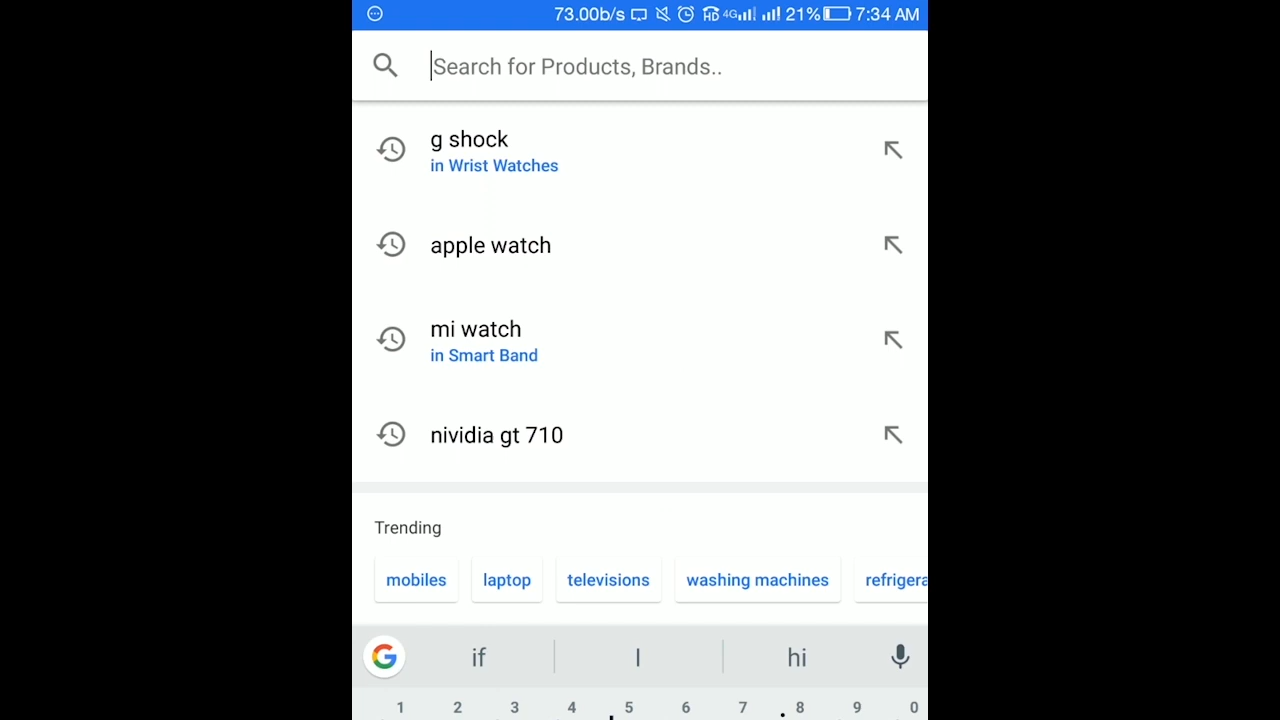 73.00b/s HD 4G 21% 7:34 AM
Search for Products, Brands..
g shock
in Wrist Watches
apple watch
mi watch
in Smart Band
nividia gt 710
Trending
mobiles laptop televisions washing machines refrigera
G if I hi
1 2 3 4 5 6 7 8 9 0